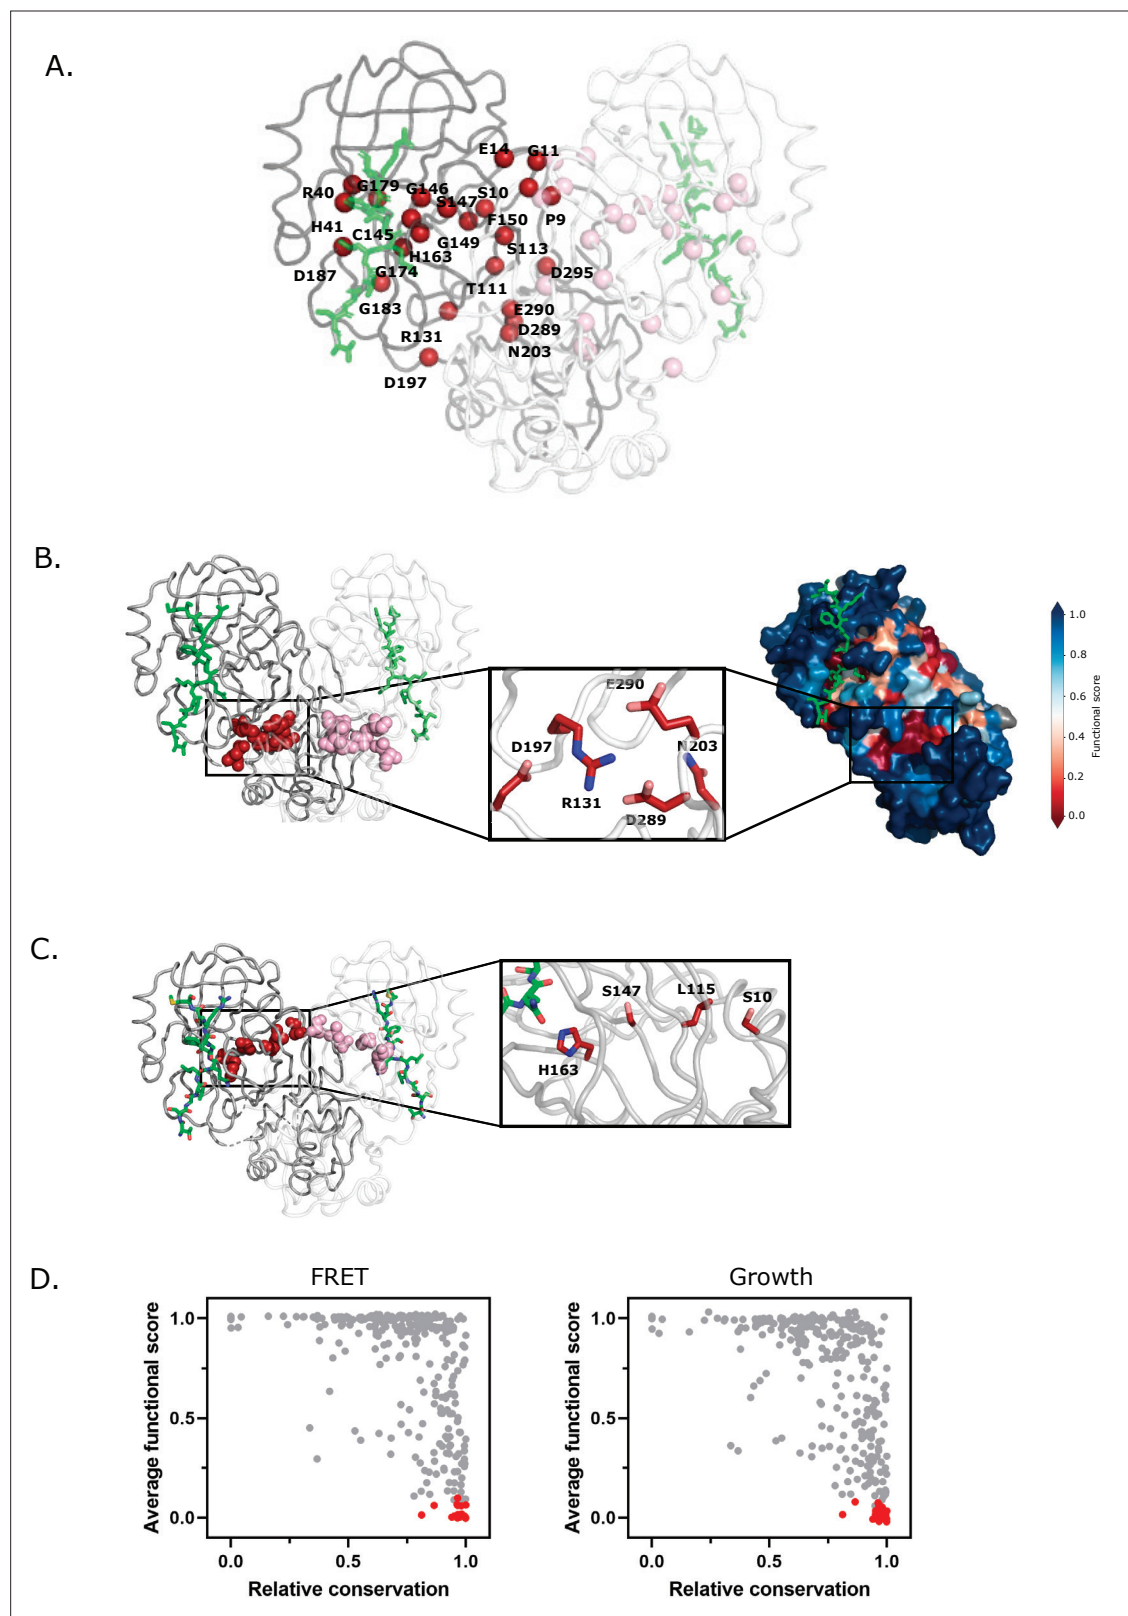 A.
E14 G11
R40 G179 G146 S10
S147 P9
H41 C145 F150
G149 S113
H163
D187 G174 D295
T111
G183 E290
R131 D289
N203
D197
B.
E290
D197 N203
R131
D289
1.0
0.8
0.6
0.4
0.2
0.0
Functional score
C.
S147 L115 S10
H163
D.
FRET Growth
Average functional score
1.0
0.5
0.0
0.0 0.5 1.0
Relative conservation
Average functional score
1.0
0.5
0.0
0.0 0.5 1.0
Relative conservation